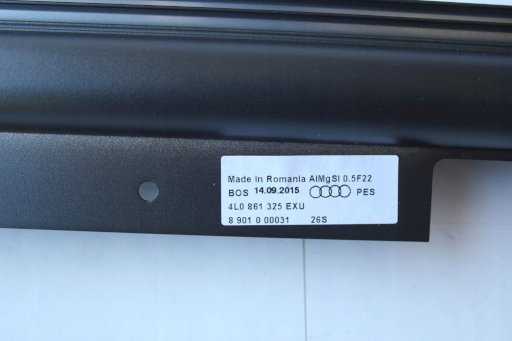 Made in Romania AlMgSI 0.5F22
BOS 14.09.2015 PES
4L0 861 325 EXU
8 901 0 00031 26S